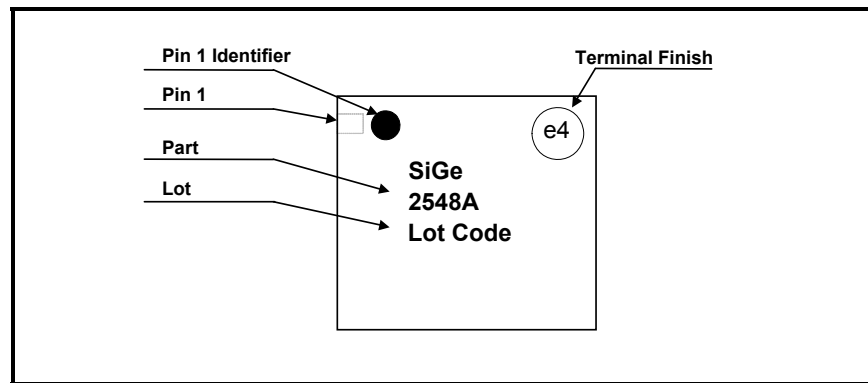 Pin 1 Identifier
Terminal Finish
Pin 1
e4
Part
SiGe
Lot
2548A
Lot Code